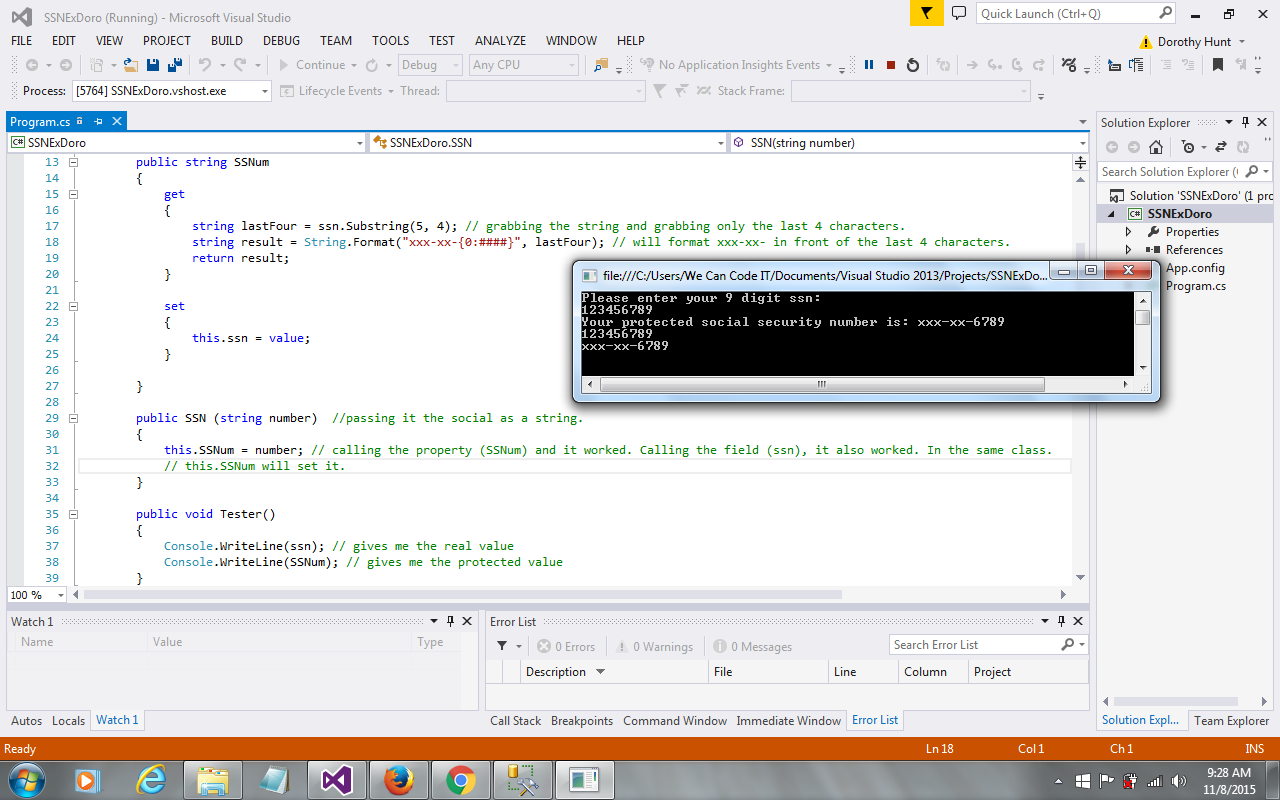 SSNExDoro (Running) - Microsoft Visual Studio
Quick Launch (Ctrl+Q)
FILE EDIT VIEW PROJECT BUILD DEBUG TEAM TOOLS TEST ANALYZE WINDOW HELP
Dorothy Hunt
Continue Debug Any CPU No Application Insights Events
Process: [5764] SSNExDoro.vshost.exe Lifecycle Events Thread: Stack Frame:
Program.cs
C# SSNExDoro SSNExDoro.SSN SSN(string number)
13 public string SSNum
14 {
15 get
16 {
17 string lastFour = ssn.Substring(5, 4); // grabbing the string and grabbing only the last 4 characters.
18 string result = String.Format("xxx-xx-{0:####}", lastFour); // will format xxx-xx- in front of the last 4 characters.
19 return result;
20 }
21
22 set
23 {
24 this.ssn = value;
25 }
26
27 }
28
29 public SSN (string number) //passing it the social as a string.
30 {
31 this.SSNum = number; // calling the property (SSNum) and it worked. Calling the field (ssn), it also worked. In the same class.
32 // this.SSNum will set it.
33 }
34
35 public void Tester()
36 {
37 Console.WriteLine(ssn); // gives me the real value
38 Console.WriteLine(SSNum); // gives me the protected value
39 }
100 %
file:///C:/Users/We Can Code IT/Documents/Visual Studio 2013/Projects/SSNExDo...
Please enter your 9 digit ssn:
123456789
Your protected social security number is: xxx-xx-6789
123456789
xxx-xx-6789
Solution Explorer
Search Solution Explorer (
Solution 'SSNExDoro' (1 proj
C# SSNExDoro
Properties
References
App.config
Program.cs
Solution Expl... Team Explorer
Watch 1
Name Value Type
Autos Locals Watch 1
Error List
0 Errors 0 Warnings 0 Messages Search Error List
Description File Line Column Project
Call Stack Breakpoints Command Window Immediate Window Error List
Ready Ln 18 Col 1 Ch 1 INS
9:28 AM
11/8/2015